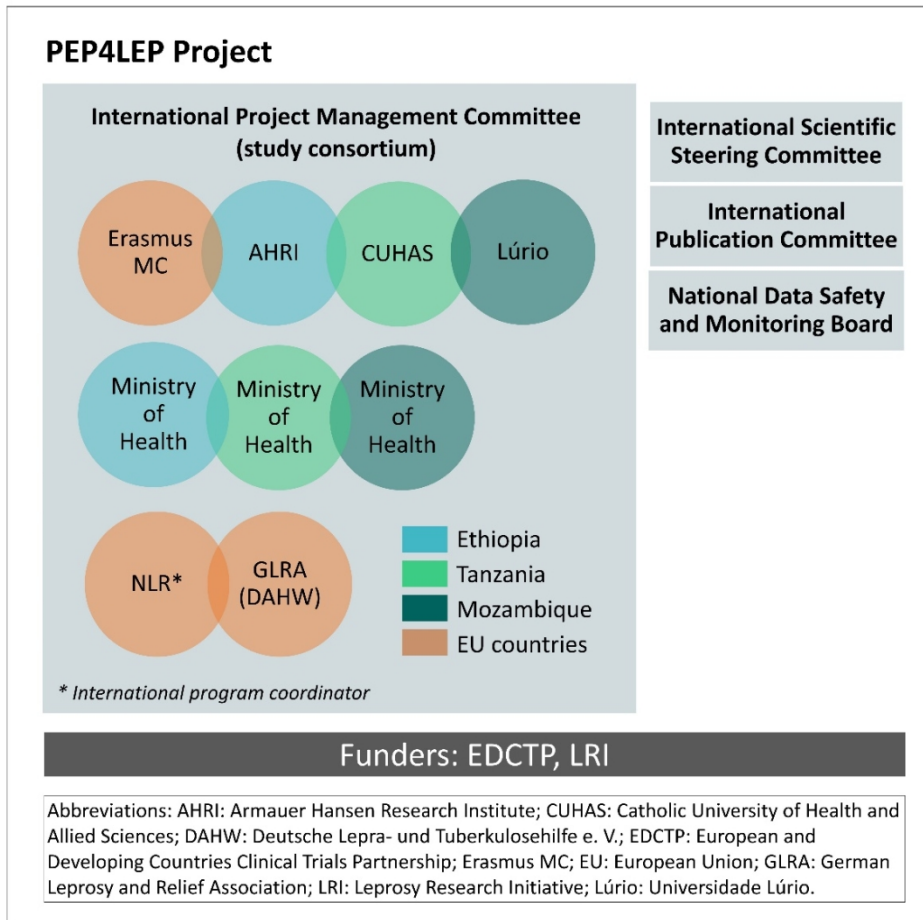 PEP4LEP Project
International Project Management Committee
(study consortium)
Erasmus
MC
AHRI
CUHAS
Lúrio
Ministry
of
Health
Ministry
of
Health
Ministry
of
Health
NLR*
GLRA
(DAHW)
Ethiopia
Tanzania
Mozambique
EU countries
* International program coordinator
International Scientific
Steering Committee
International
Publication Committee
National Data Safety
and Monitoring Board
Funders: EDCTP, LRI
Abbreviations: AHRI: Armauer Hansen Research Institute; CUHAS: Catholic University of Health and
Allied Sciences; DAHW: Deutsche Lepra- und Tuberkulosehilfe e. V.; EDCTP: European and
Developing Countries Clinical Trials Partnership; Erasmus MC; EU: European Union; GLRA: German
Leprosy and Relief Association; LRI: Leprosy Research Initiative; Lúrio: Universidade Lúrio.